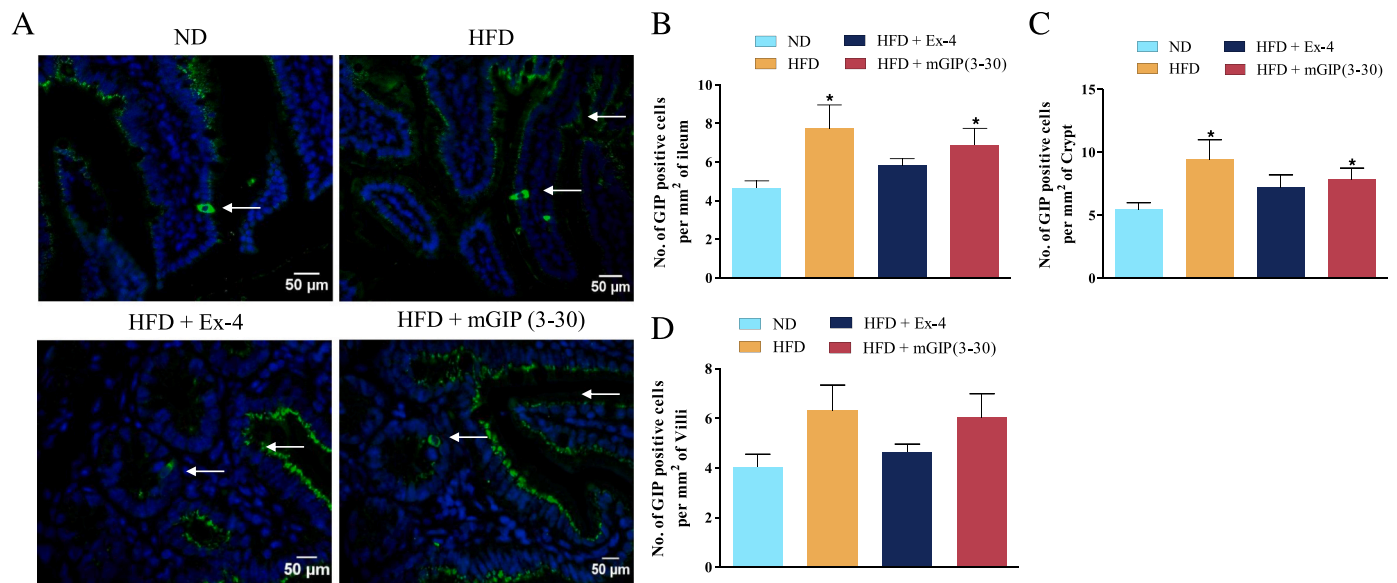 A
ND
HFD
50 µm
50 µm
HFD + Ex-4
HFD + mGIP (3-30)
50 µm
50 µm
B
ND
HFD + Ex-4
HFD
HFD + mGIP(3-30)
No. of GIP positive cells
per mm² of ileum
10
8
6
4
2
0
*
*
C
ND
HFD + Ex-4
HFD
HFD + mGIP(3-30)
No. of GIP positive cells
per mm² of Crypt
15
10
5
0
*
*
D
ND
HFD + Ex-4
HFD
HFD + mGIP(3-30)
No. of GIP positive cells
per mm² of Villi
8
6
4
2
0